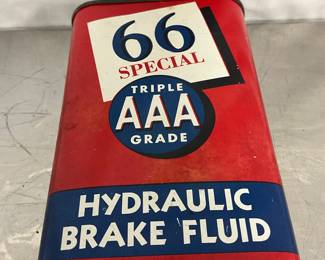 66
SPECIAL
TRIPLE
AAA
GRADE
HYDRAULIC
BRAKE FLUID